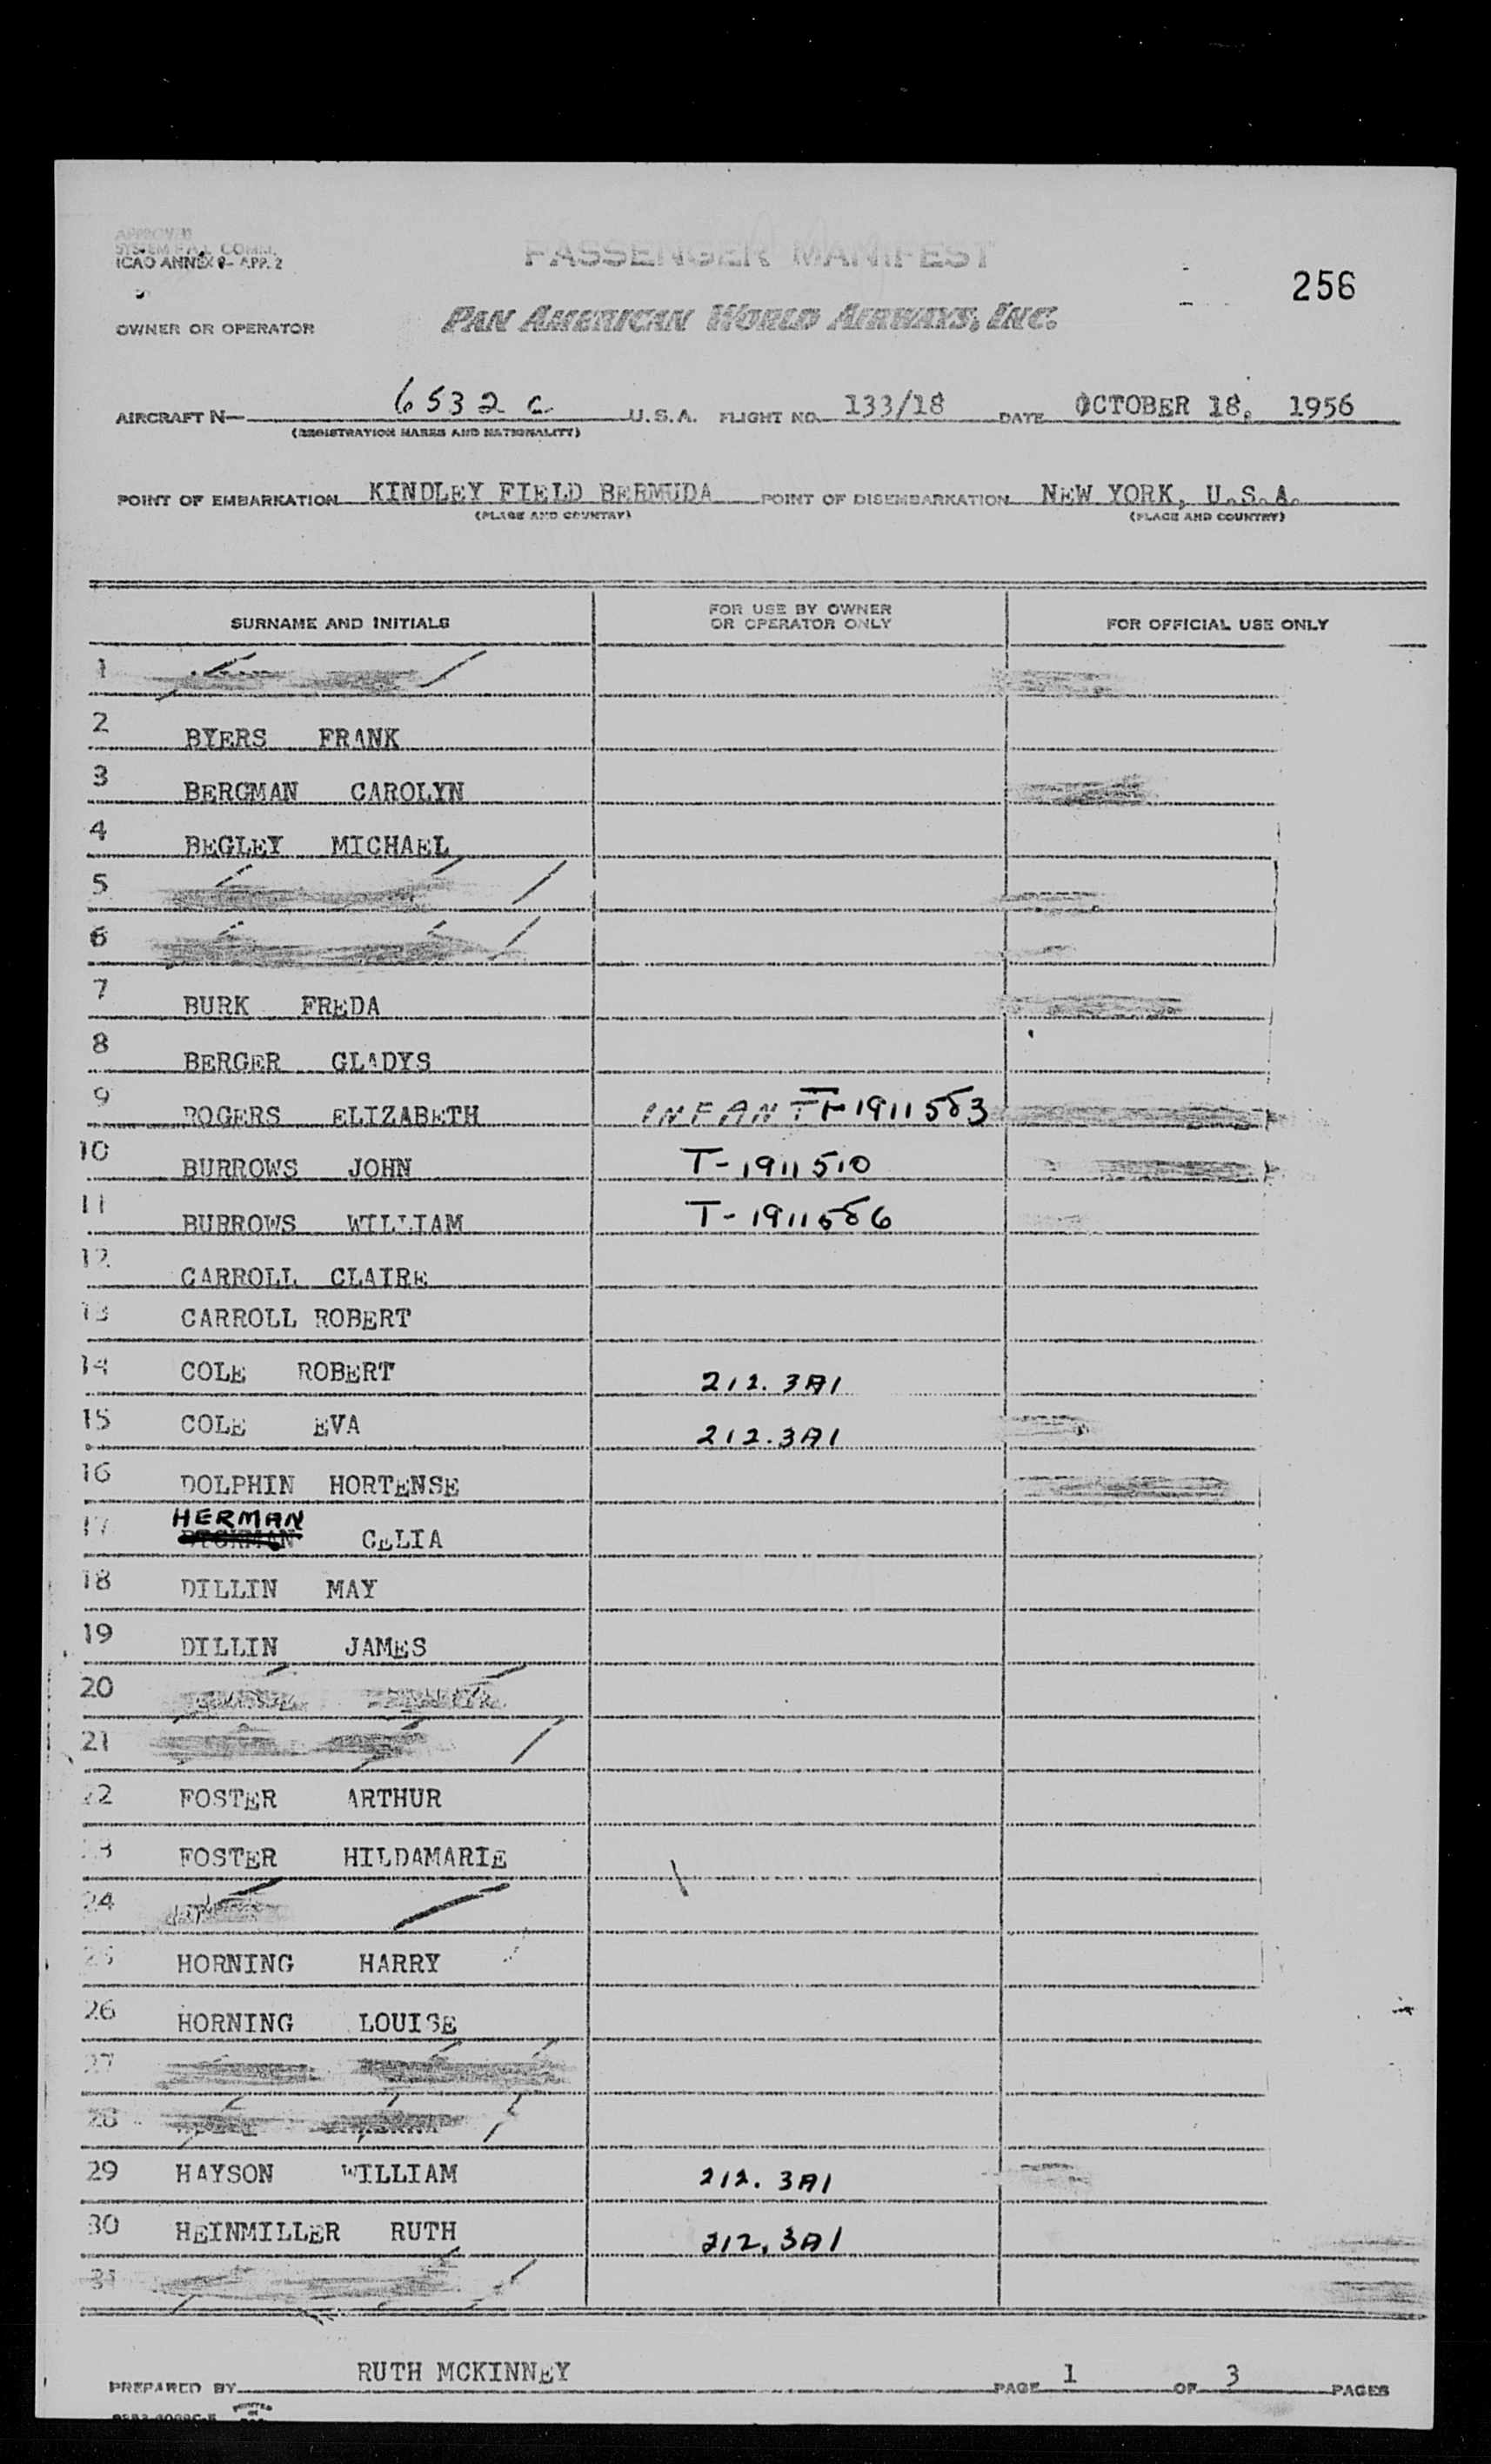 APPROVED
SYSTEM F.A.L. COMM.
ICAO ANNEX 9- APP. 2
PASSENGER MANIFEST
256
OWNER OR OPERATOR PAN AMERICAN WORLD AIRWAYS, INC.
AIRCRAFT N— 6532 C U.S.A. FLIGHT NO. 133/18 DATE OCTOBER 18, 1956
(REGISTRATION MARKS AND NATIONALITY)
POINT OF EMBARKATION KINDLEY FIELD BERMUDA POINT OF DISEMBARKATION NEW YORK, U.S.A.
(PLACE AND COUNTRY) (PLACE AND COUNTRY)
SURNAME AND INITIALS FOR USE BY OWNER OR OPERATOR ONLY FOR OFFICIAL USE ONLY
1
2 BYERS FRANK
3 BERGMAN CAROLYN
4 BEGLEY MICHAEL
5
6
7 BURK FREDA
8 BERGER GLADYS
9 ROGERS ELIZABETH INFANT T-1911583
10 BURROWS JOHN T-1911510
11 BURROWS WILLIAM T-1911586
12 CARROLL CLAIRE
13 CARROLL ROBERT
14 COLE ROBERT 212.3A1
15 COLE EVA 212.3A1
16 DOLPHIN HORTENSE
17 HERMAN CELIA
18 DILLIN MAY
19 DILLIN JAMES
20
21
22 FOSTER ARTHUR
23 FOSTER HILDAMARIE
24
25 HORNING HARRY
26 HORNING LOUISE
27
28
29 HAYSON WILLIAM 212.3A1
30 HEINMILLER RUTH 212.3A1
31
PREPARED BY RUTH MCKINNEY PAGE 1 OF 3 PAGES